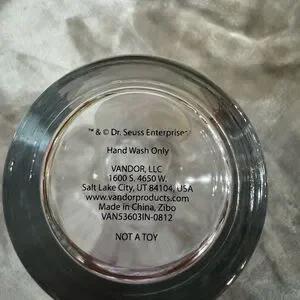 ™ & © Dr. Seuss Enterprises
Hand Wash Only
VANDOR, LLC
1600 S. 4650 W.
Salt Lake City, UT 84104, USA
www.vandorproducts.com
Made in China, Zibo
VAN53603IN-0812
NOT A TOY